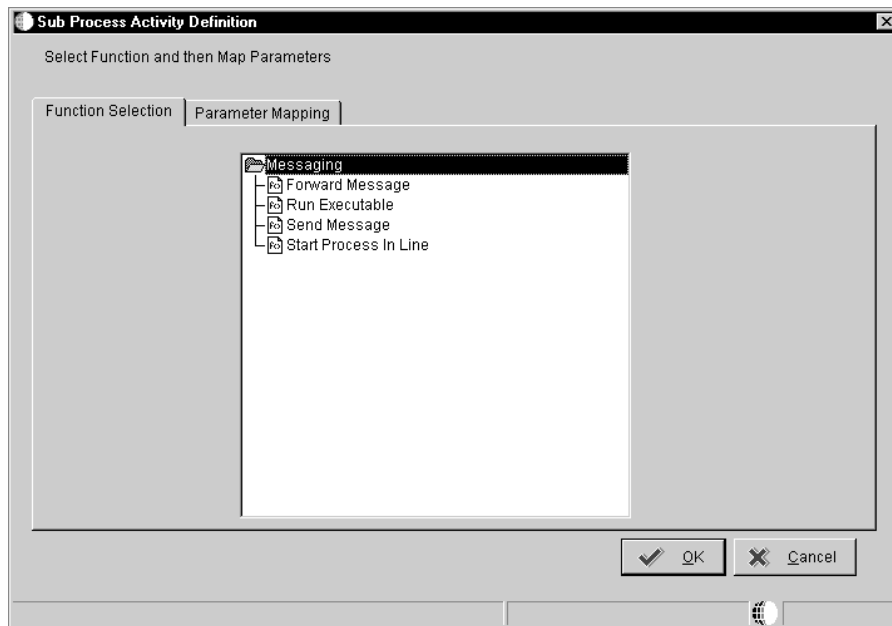 Sub Process Activity Definition
Select Function and then Map Parameters
Function Selection
Parameter Mapping
Messaging
Forward Message
Run Executable
Send Message
Start Process In Line
OK
Cancel